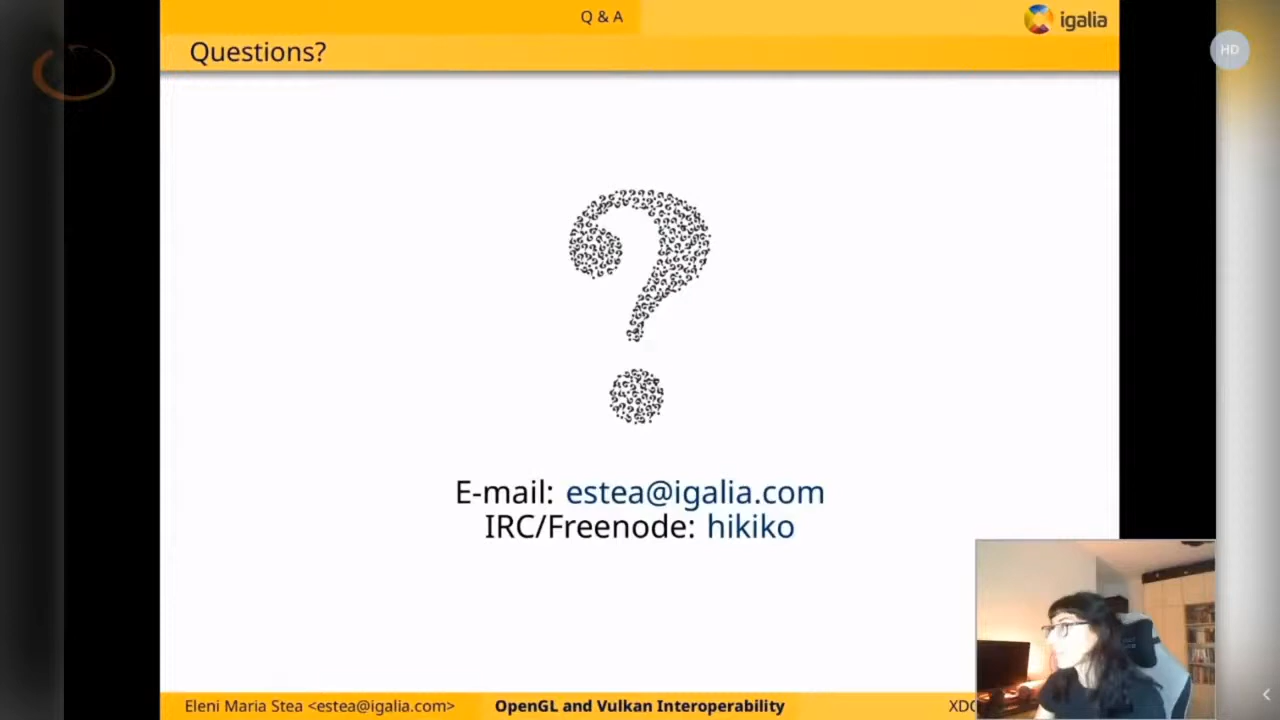 Q & A
igalia
Questions?
HD
E-mail: estea@igalia.com
IRC/Freenode: hikiko
Eleni Maria Stea <estea@igalia.com>
OpenGL and Vulkan Interoperability